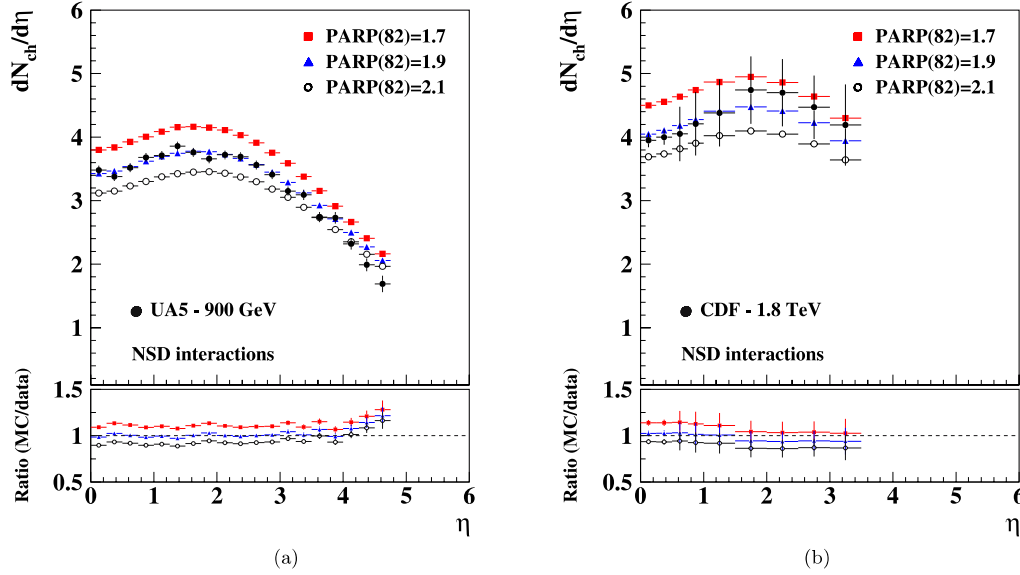 dN_ch/dη
6
5
4
3
2
1
PARP(82)=1.7
PARP(82)=1.9
PARP(82)=2.1
UA5 - 900 GeV
NSD interactions
Ratio (MC/data)
1.5
1
0.5
0 1 2 3 4 5 6
η
(a)
dN_ch/dη
6
5
4
3
2
1
PARP(82)=1.7
PARP(82)=1.9
PARP(82)=2.1
CDF - 1.8 TeV
NSD interactions
Ratio (MC/data)
1.5
1
0.5
0 1 2 3 4 5 6
η
(b)